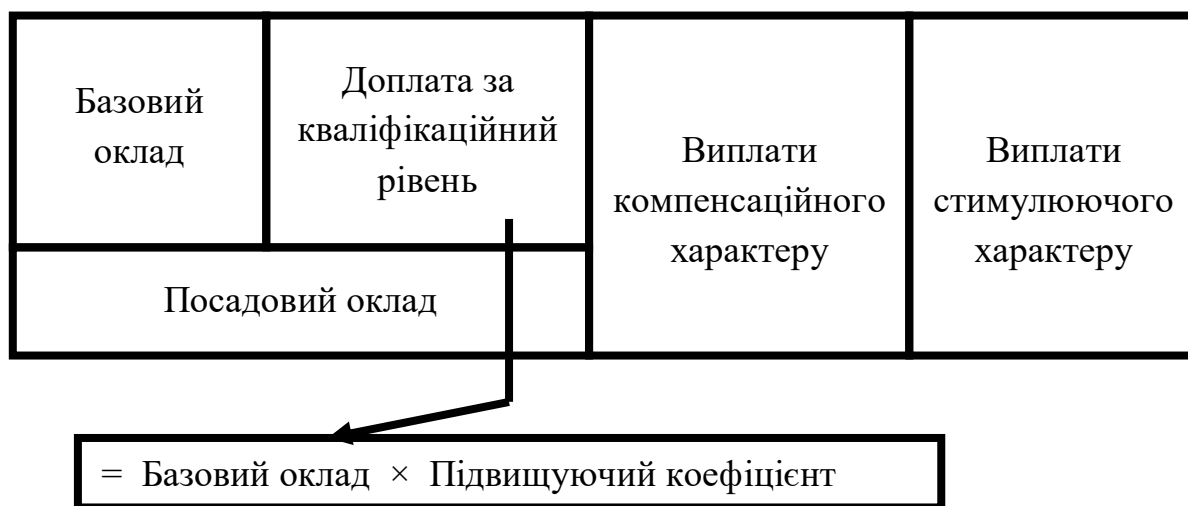 Базовий
оклад
Доплата за
кваліфікаційний
рівень
Виплати
компенсаційного
характеру
Виплати
стимулюючого
характеру
Посадовий оклад
= Базовий оклад × Підвищуючий коефіцієнт